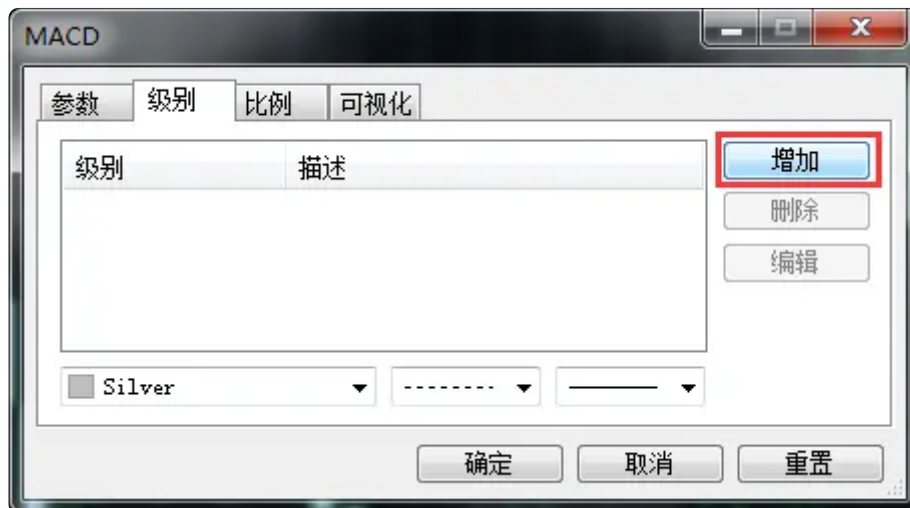 MACD
参数 级别 比例 可视化
级别 描述
增加
删除
编辑
Silver
确定 取消 重置